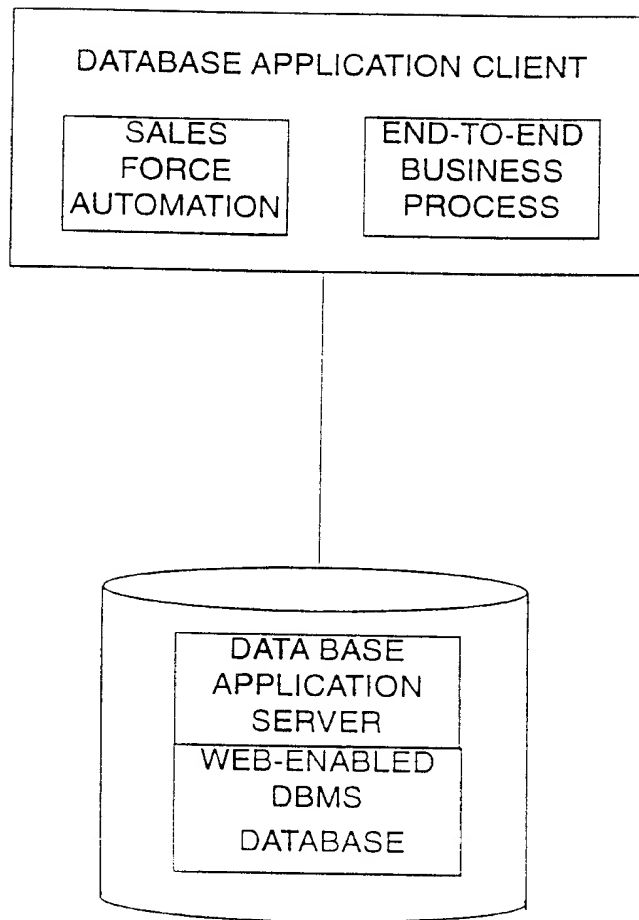 DATABASE APPLICATION CLIENT
SALES
FORCE
AUTOMATION
END-TO-END
BUSINESS
PROCESS
DATA BASE
APPLICATION
SERVER
WEB-ENABLED
DBMS
DATABASE